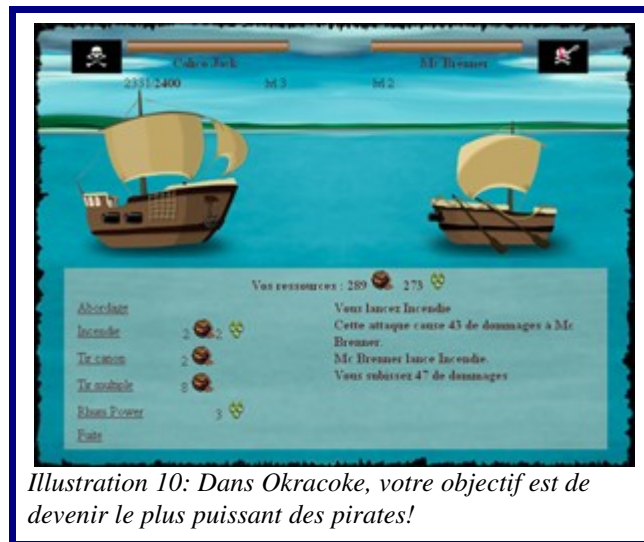 Calico Jack
Mc Brenner
2331/2400
M 3
M 2
Vos ressources : 289 273
Abordage
Incendie 2 2
Tir canon 2
Tir multiple 8
Rhum Power 3
Fuite
Vous lancez Incendie
Cette attaque cause 43 de dommages à Mc
Brenner.
Mc Brenner lance Incendie.
Vous subissez 47 de dommages
Illustration 10: Dans Okracoke, votre objectif est de
devenir le plus puissant des pirates!